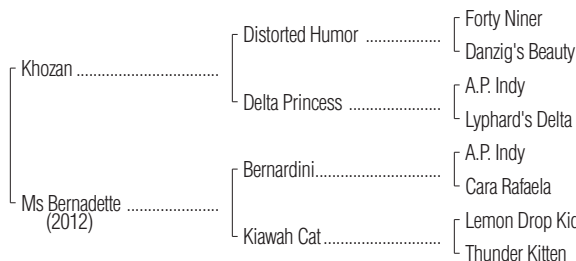 Forty Niner
Distorted Humor ..................
Danzig's Beauty
Khozan ..................................
A.P. Indy
Delta Princess ......................
Lyphard's Delta
A.P. Indy
Bernardini..............................
Cara Rafaela
Ms Bernadette ......................
(2012)
Lemon Drop Kid
Kiawah Cat............................
Thunder Kitten